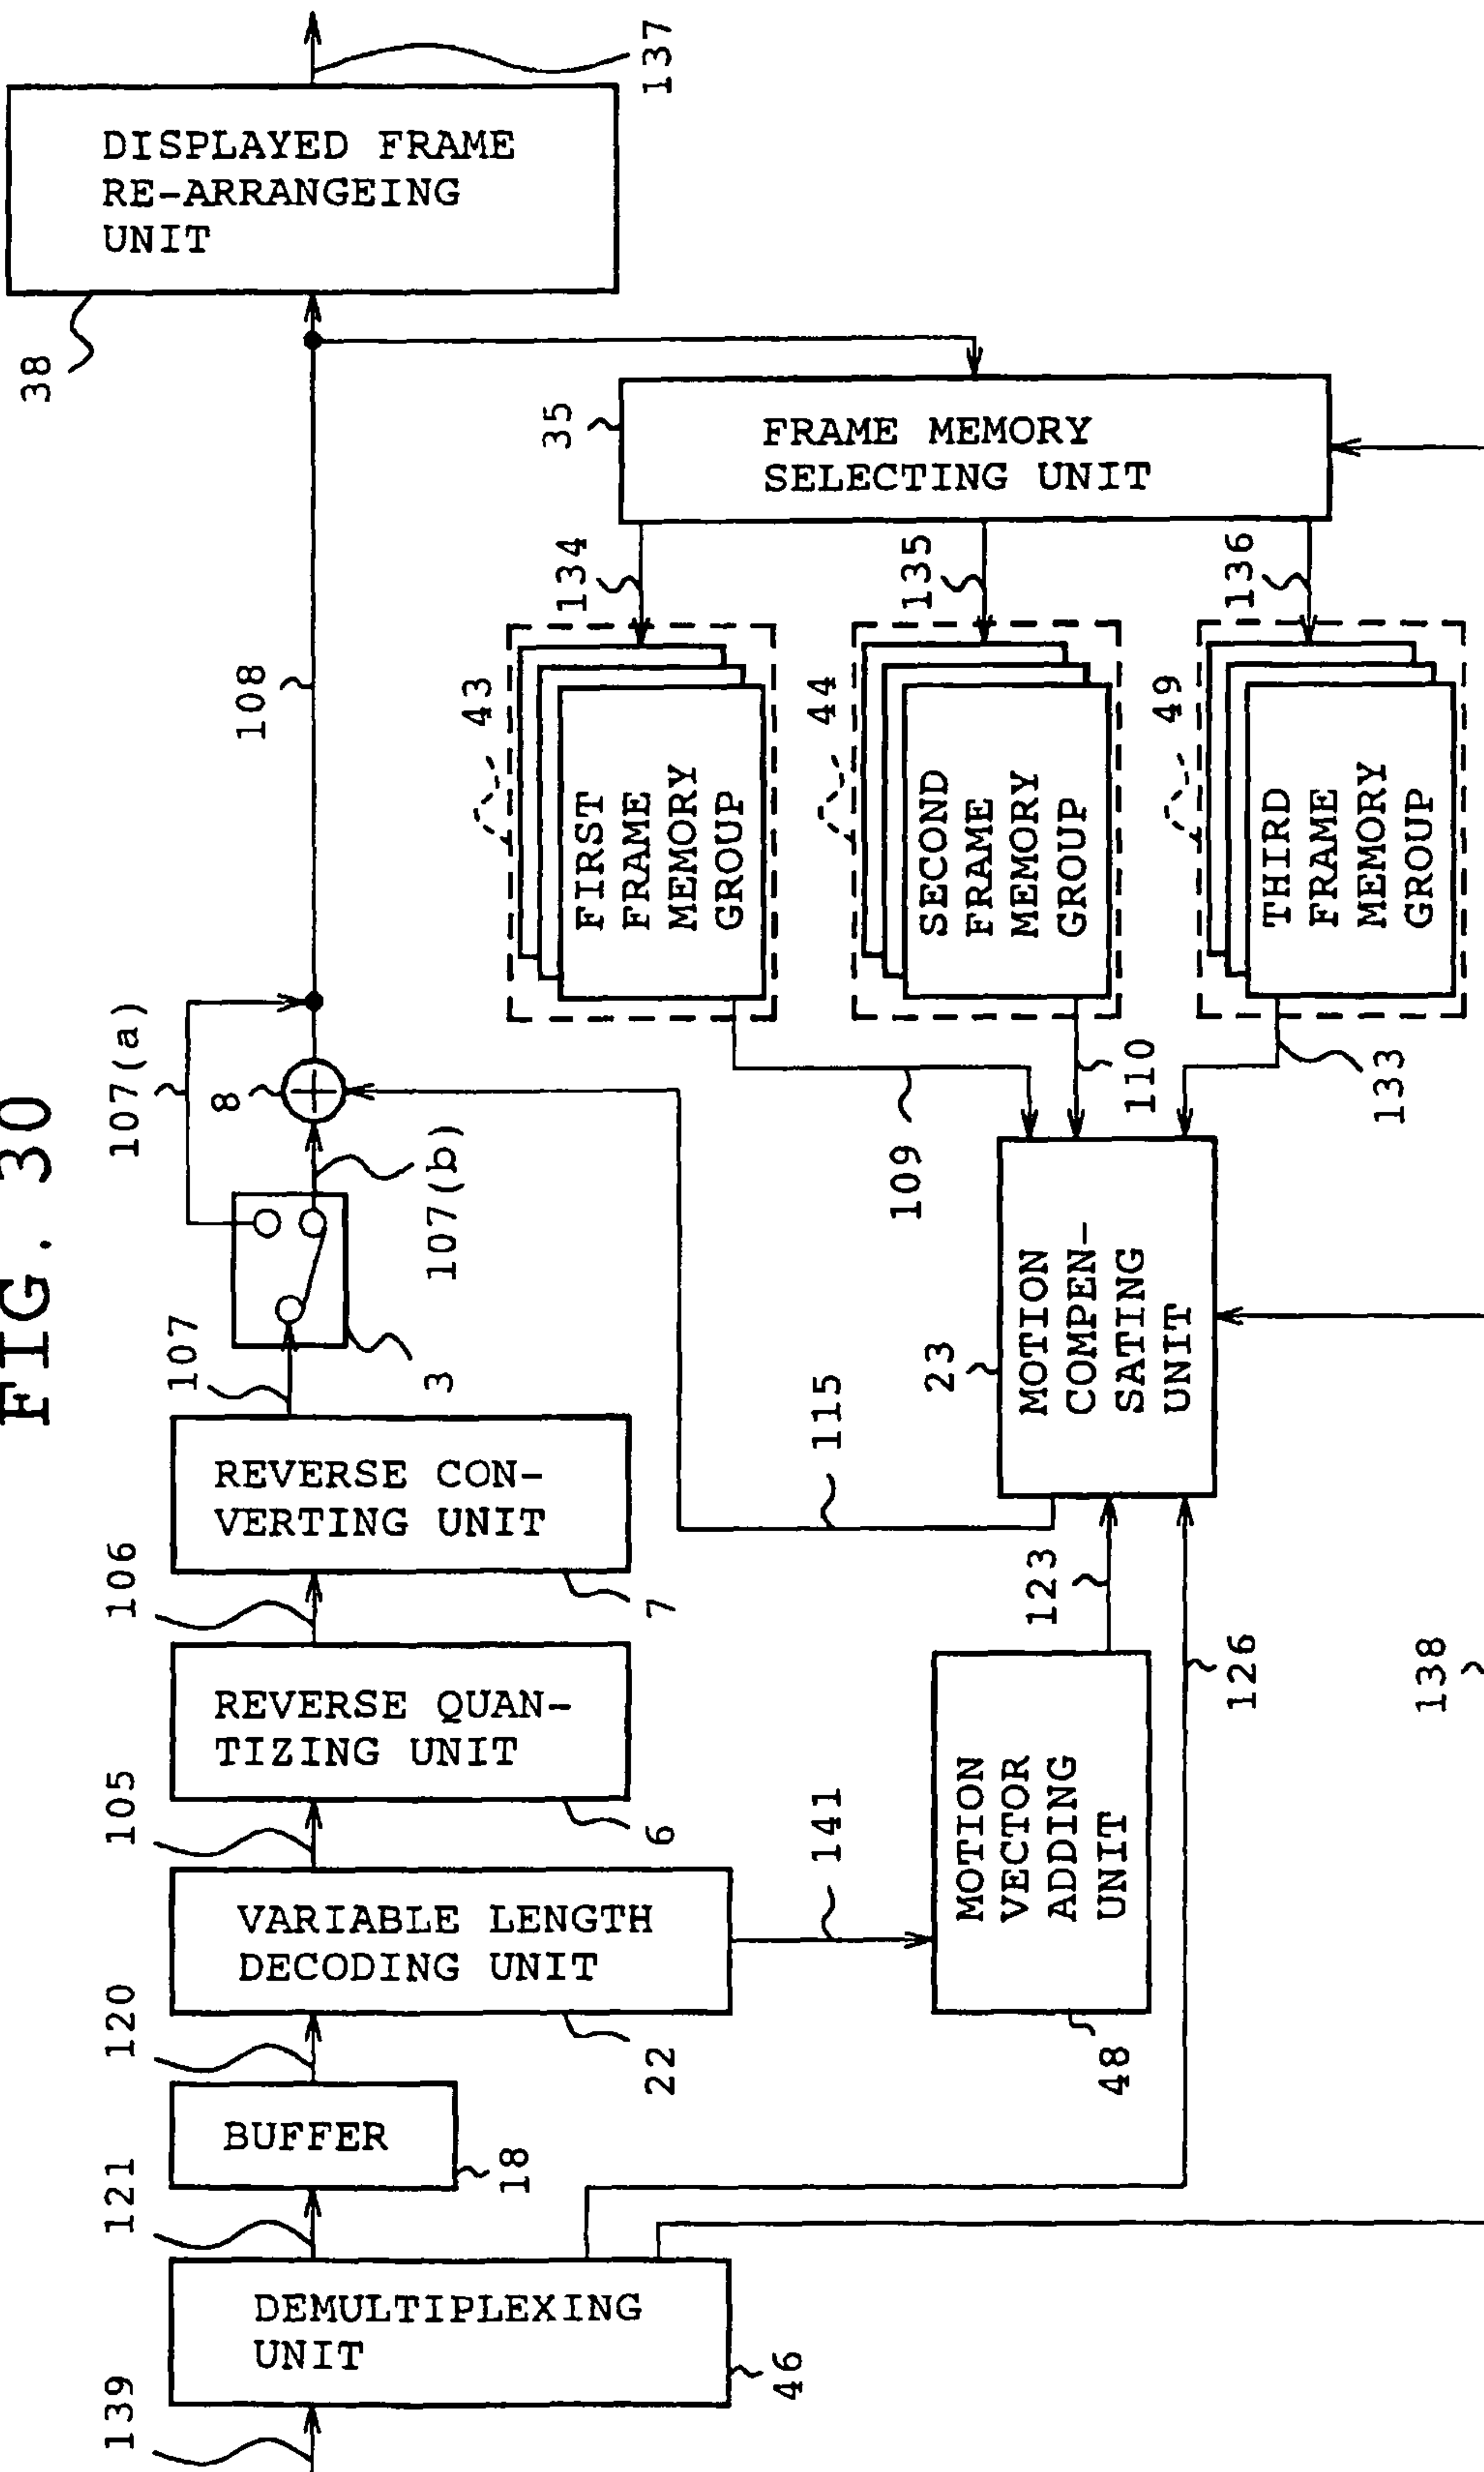 FIG. 30
139
DEMULTIPLEXING
UNIT
46
121
BUFFER
18
120
VARIABLE LENGTH
DECODING UNIT
22
105
REVERSE QUAN-
TIZING UNIT
6
106
REVERSE CON-
VERTING UNIT
7
107
3
107(a)
107(b)
8
108
38
DISPLAYED FRAME
RE-ARRANGEING
UNIT
137
141
MOTION
VECTOR
ADDING
UNIT
48
123
126
115
23
MOTION
COMPEN-
SATING
UNIT
109
110
133
43
FIRST
FRAME
MEMORY
GROUP
44
SECOND
FRAME
MEMORY
GROUP
49
THIRD
FRAME
MEMORY
GROUP
134
135
136
35
FRAME MEMORY
SELECTING UNIT
138